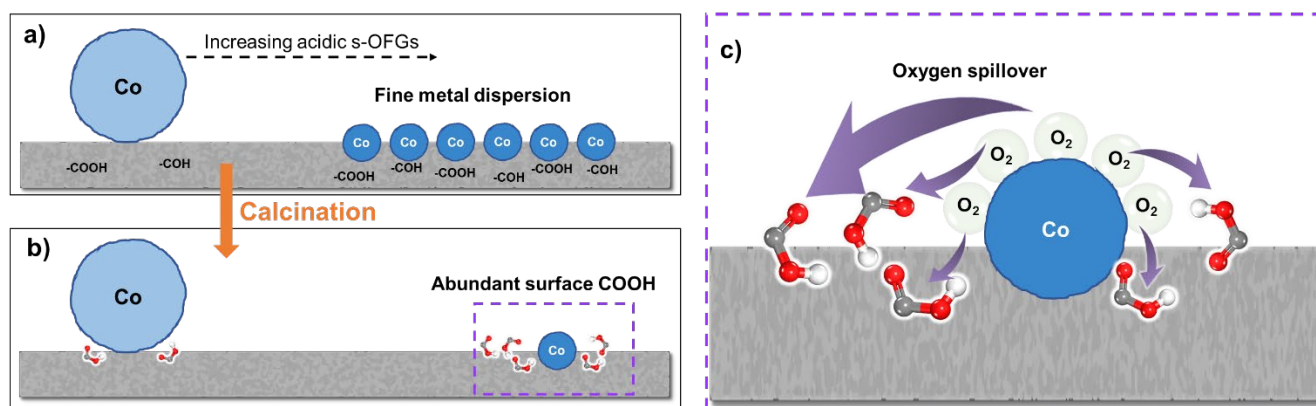 a)
Increasing acidic s-OFGs
Co
Fine metal dispersion
Co Co Co Co Co Co
-COOH -COH -COOH -COH -COOH -COH -COOH -COH
Calcination
b)
Co
Abundant surface COOH
Co
c)
Oxygen spillover
O2
O2 O2
O2 O2
Co